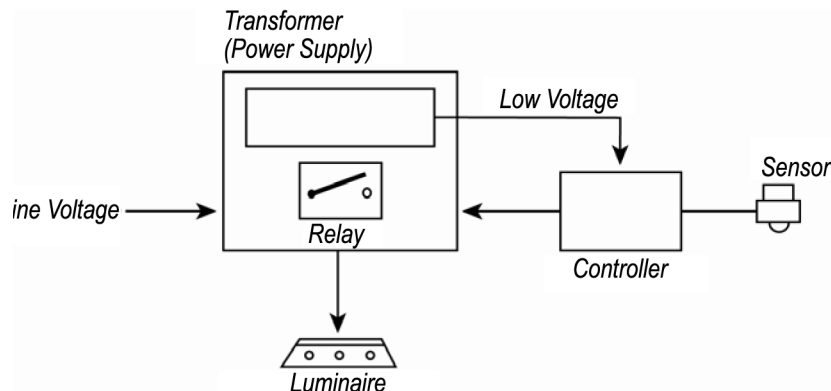 Transformer
(Power Supply)
Low Voltage
Sensor
ine Voltage
Relay
Controller
Luminaire